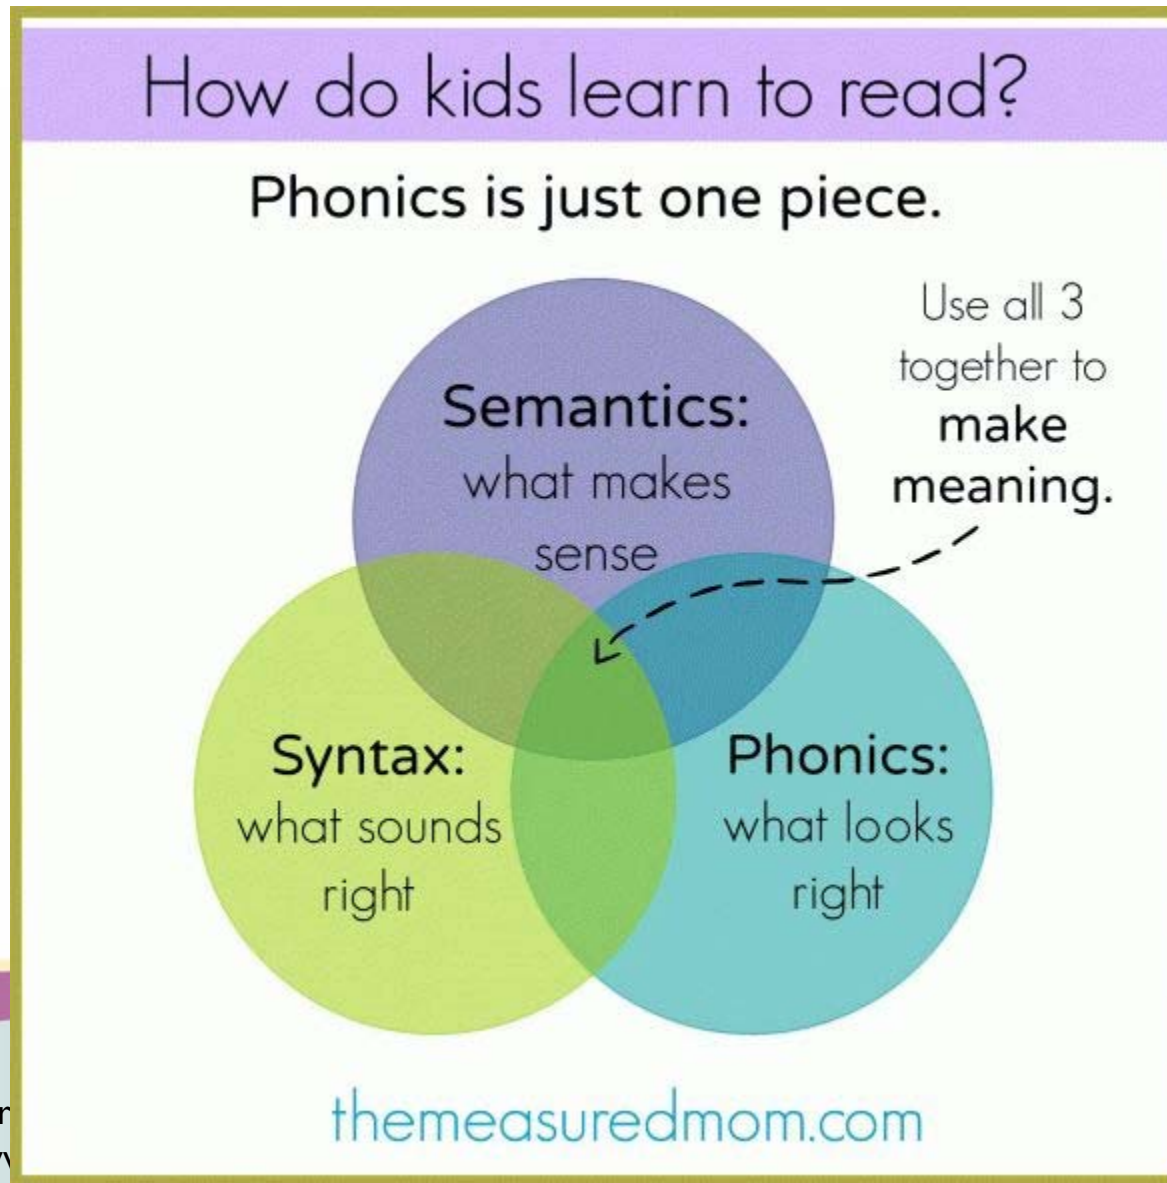 How do kids learn to read?
Phonics is just one piece.
Use all 3
together to
make
meaning.
Semantics:
what makes
sense
Syntax:
what sounds
right
Phonics:
what looks
right
themeasuredmom.com